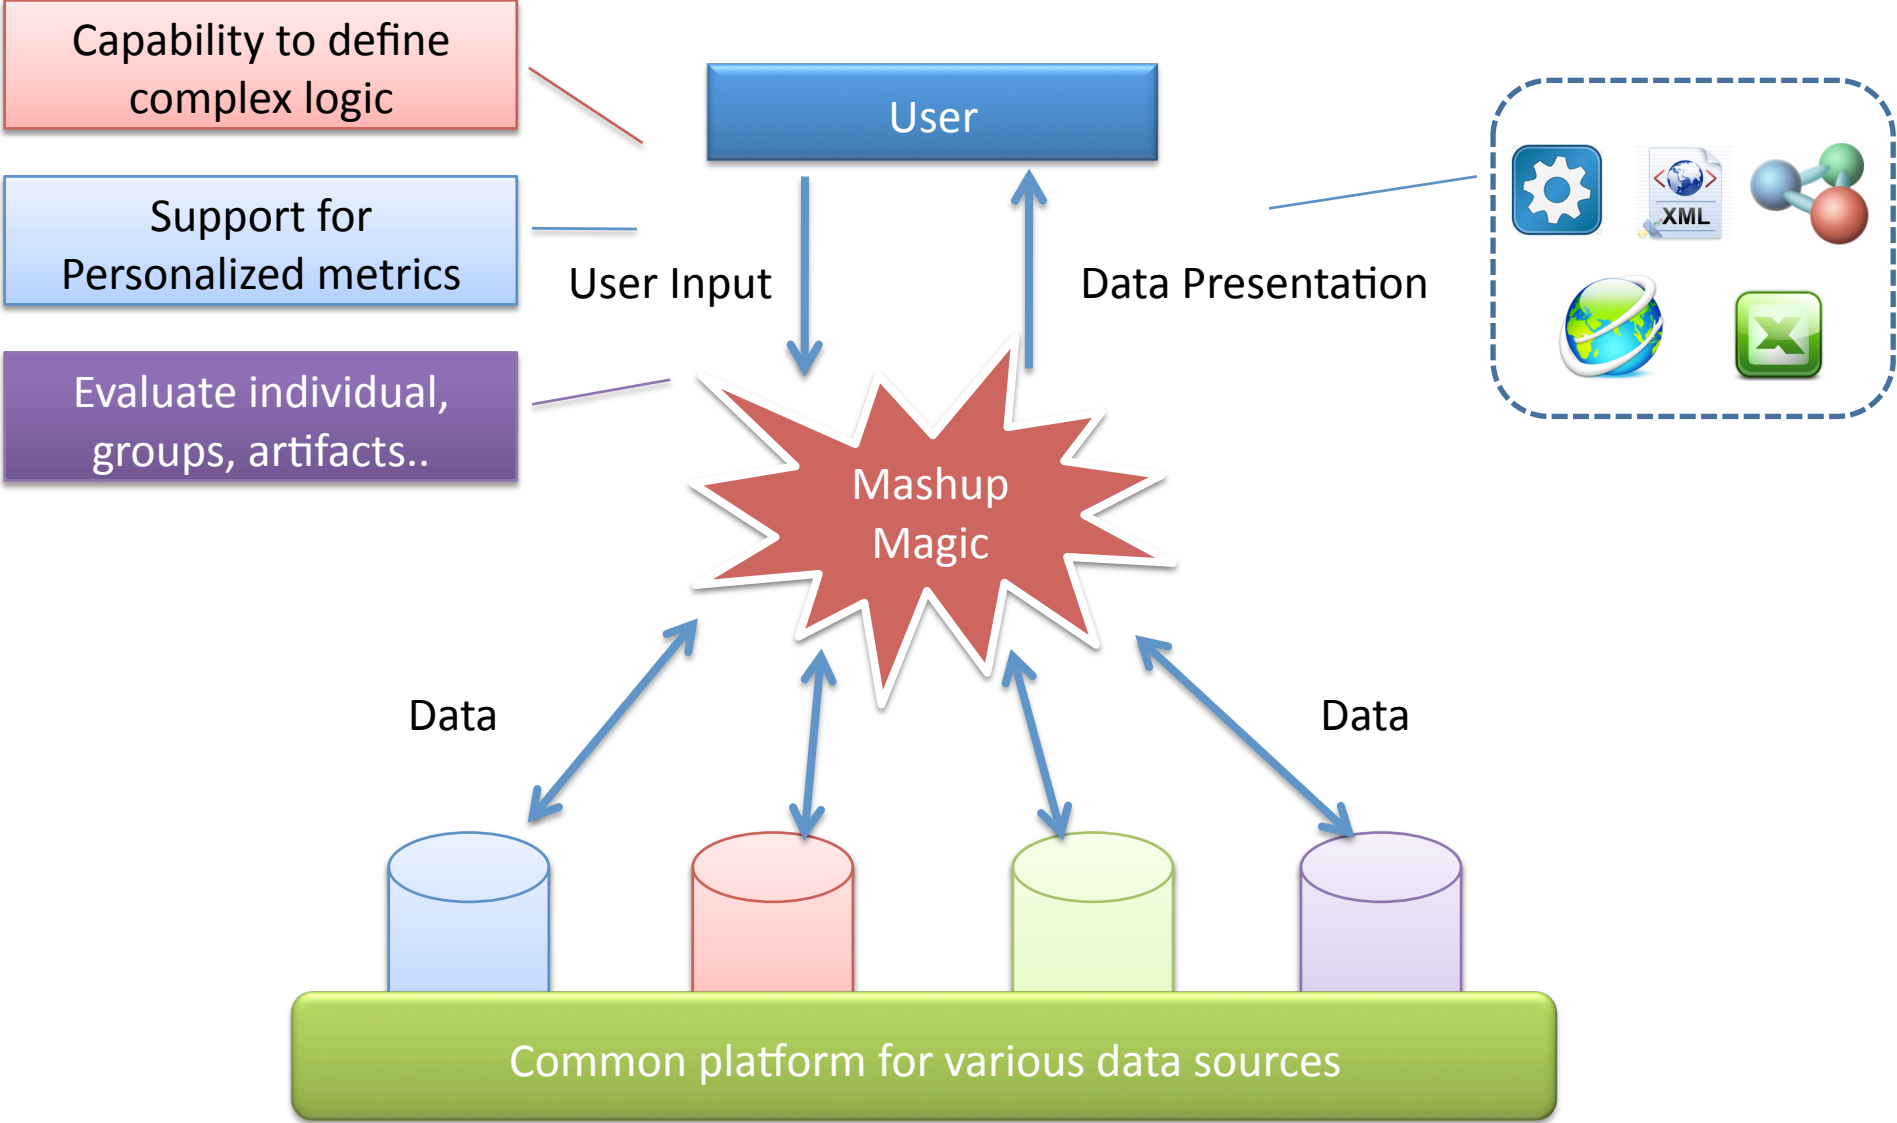 Capability to define
complex logic
User
Support for
Personalized metrics
< >
XML
User Input
Data Presentation
Evaluate individual,
groups, artifacts..
X
Mashup
Magic
Data
Data
Common platform for various data sources